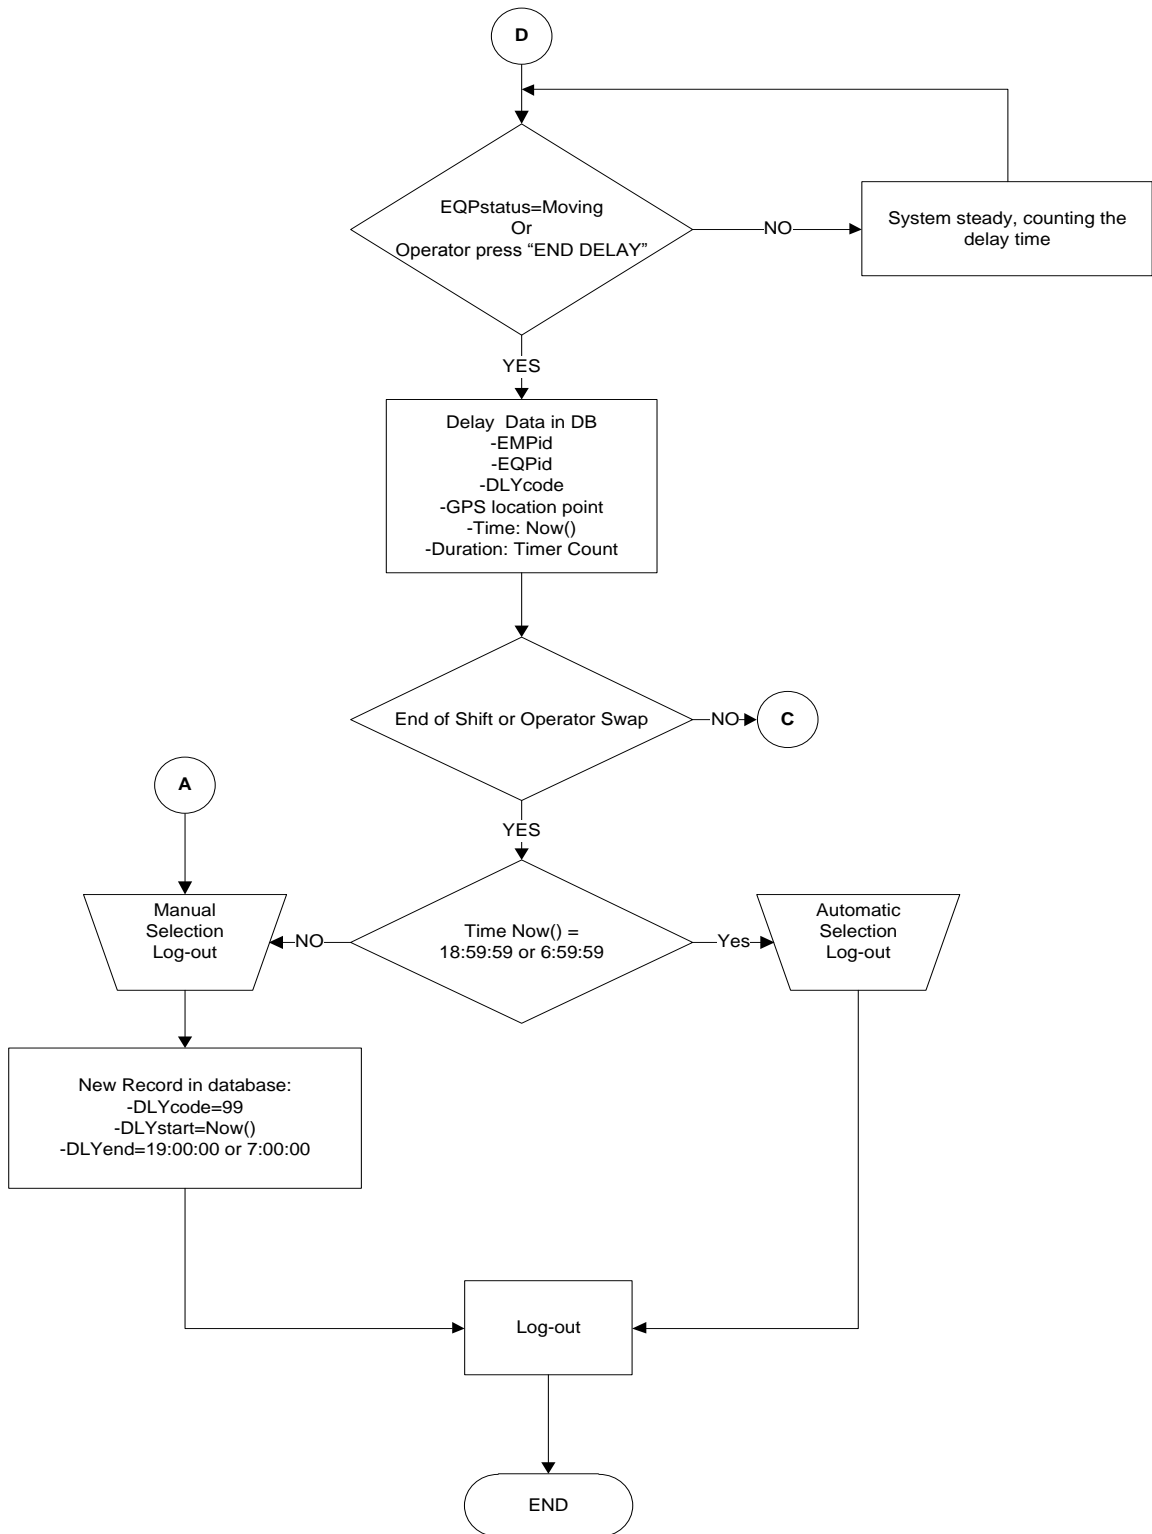 D
EQPstatus=Moving
Or
Operator press “END DELAY”
NO
System steady, counting the
delay time
YES
Delay Data in DB
-EMPid
-EQPid
-DLYcode
-GPS location point
-Time: Now()
-Duration: Timer Count
End of Shift or Operator Swap
NO
C
A
YES
Manual
Selection
Log-out
NO
Time Now() =
18:59:59 or 6:59:59
Yes
Automatic
Selection
Log-out
New Record in database:
-DLYcode=99
-DLYstart=Now()
-DLYend=19:00:00 or 7:00:00
Log-out
END